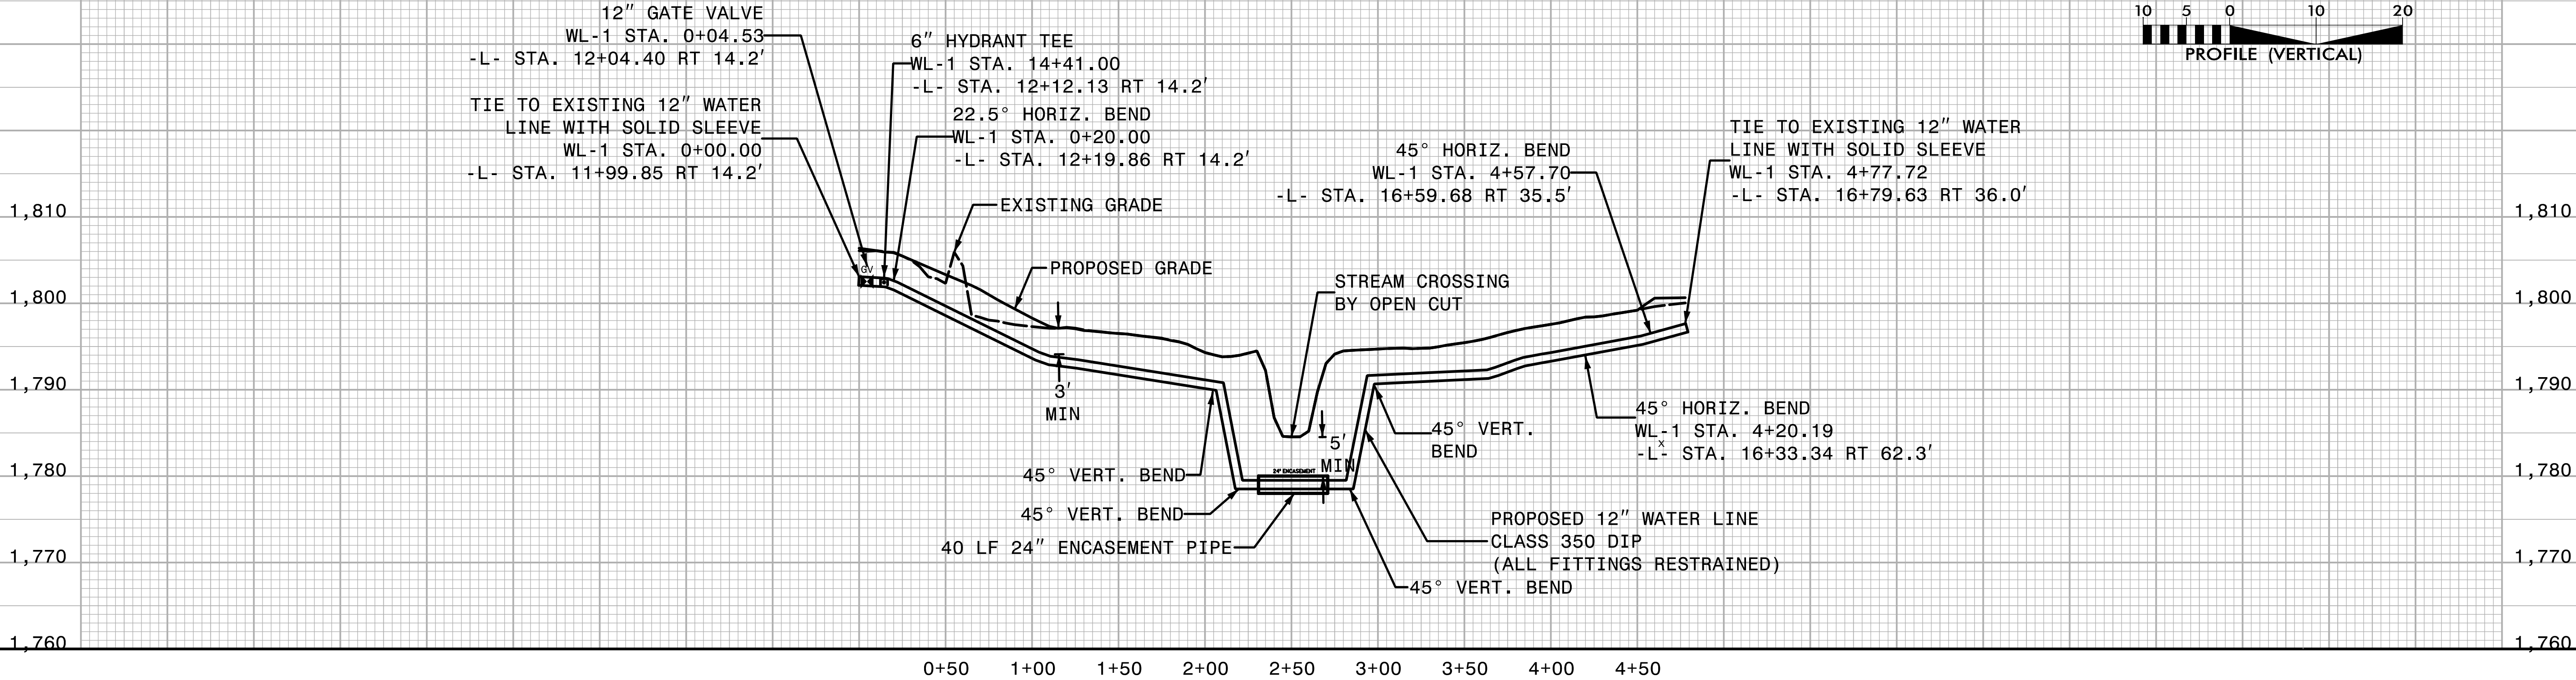 12″ GATE VALVE
WL-1 STA. 0+04.53
-L- STA. 12+04.40 RT 14.2′
TIE TO EXISTING 12″ WATER
LINE WITH SOLID SLEEVE
WL-1 STA. 0+00.00
-L- STA. 11+99.85 RT 14.2′
6″ HYDRANT TEE
WL-1 STA. 14+41.00
-L- STA. 12+12.13 RT 14.2′
22.5° HORIZ. BEND
WL-1 STA. 0+20.00
-L- STA. 12+19.86 RT 14.2′
EXISTING GRADE
PROPOSED GRADE
GV
STREAM CROSSING
BY OPEN CUT
45° HORIZ. BEND
WL-1 STA. 4+57.70
-L- STA. 16+59.68 RT 35.5′
TIE TO EXISTING 12″ WATER
LINE WITH SOLID SLEEVE
WL-1 STA. 4+77.72
-L- STA. 16+79.63 RT 36.0′
10 5 0 10 20
PROFILE (VERTICAL)
3′
MIN
5′
MIN
45° VERT.
BEND
45° HORIZ. BEND
WL-1 STA. 4+20.19
x
-L- STA. 16+33.34 RT 62.3′
45° VERT. BEND
24" ENCASEMENT
45° VERT. BEND
40 LF 24″ ENCASEMENT PIPE
PROPOSED 12″ WATER LINE
CLASS 350 DIP
(ALL FITTINGS RESTRAINED)
45° VERT. BEND
1,810
1,800
1,790
1,780
1,770
1,760
1,810
1,800
1,790
1,780
1,770
1,760
0+50 1+00 1+50 2+00 2+50 3+00 3+50 4+00 4+50